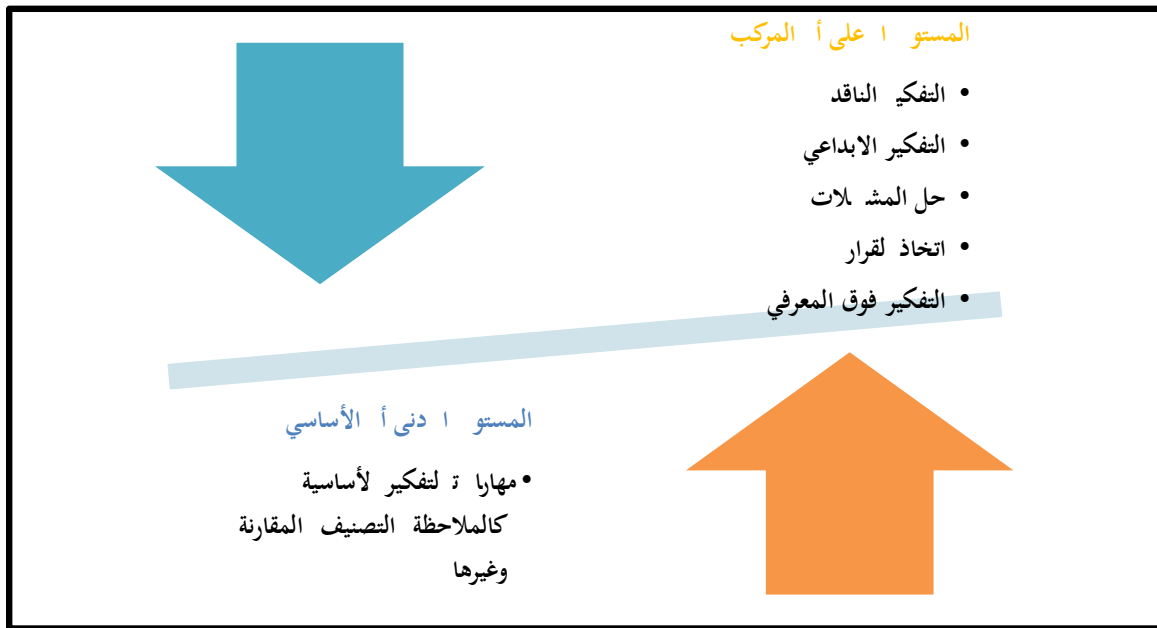 المستو ا على أ المركب
• التفكي الناقد
• التفكير الابداعي
• حل المش لات
• اتخاذ لقرار
• التفكير فوق المعرفي
المستو ا دنى أ الأساسي
• مهارا ت لتفكير لأساسية
كالملاحظة التصنيف المقارنة
وغيرها